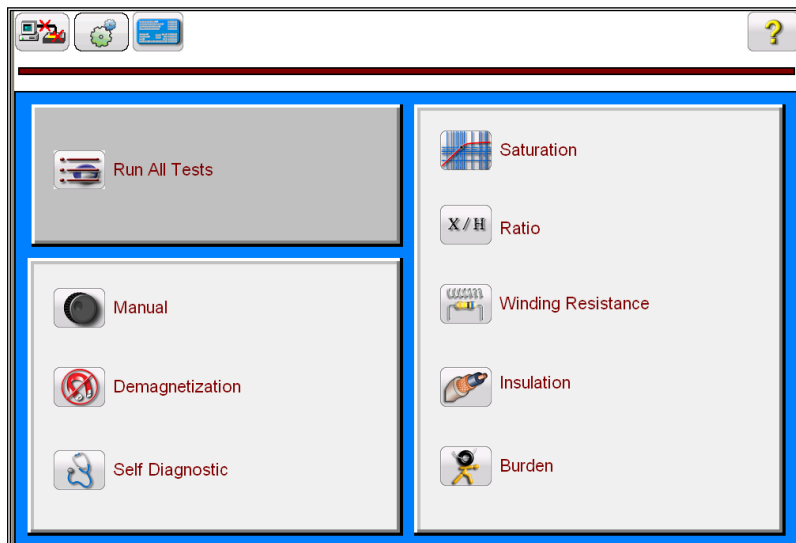 ?
Run All Tests
Manual
Demagnetization
Self Diagnostic
Saturation
X/H Ratio
Winding Resistance
Insulation
Burden